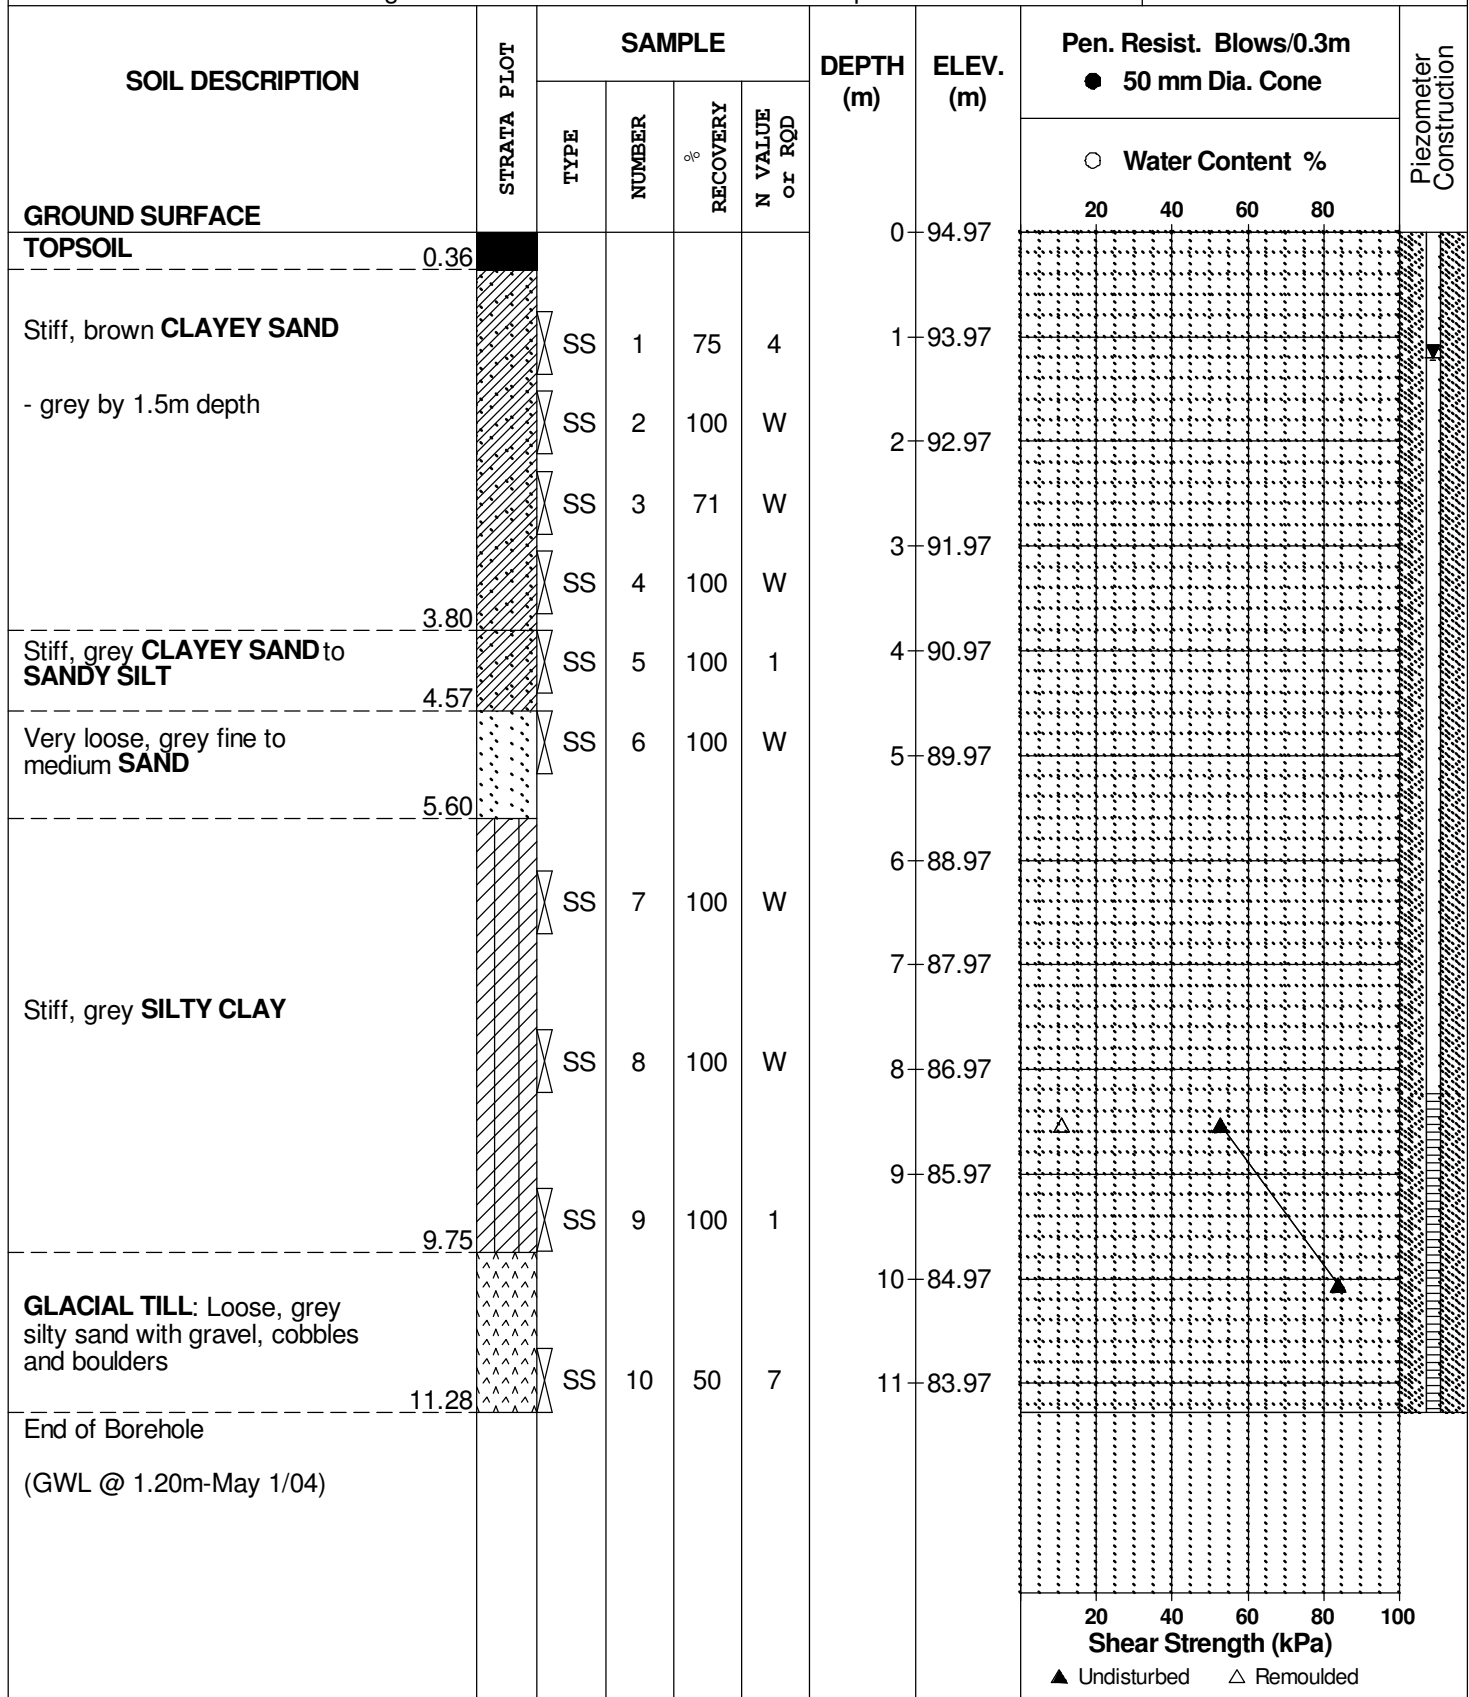 SOIL DESCRIPTION
STRATA PLOT
SAMPLE
TYPE
NUMBER
% RECOVERY
N VALUE or RQD
DEPTH (m)
ELEV. (m)
Pen. Resist. Blows/0.3m
● 50 mm Dia. Cone
○ Water Content %
20 40 60 80
Piezometer Construction
GROUND SURFACE
0 94.97
TOPSOIL
0.36
Stiff, brown CLAYEY SAND
SS 1 75 4
1 93.97
- grey by 1.5m depth
SS 2 100 W
2 92.97
SS 3 71 W
3 91.97
SS 4 100 W
3.80
Stiff, grey CLAYEY SAND to
SANDY SILT
SS 5 100 1
4 90.97
4.57
Very loose, grey fine to
medium SAND
SS 6 100 W
5 89.97
5.60
6 88.97
SS 7 100 W
7 87.97
Stiff, grey SILTY CLAY
SS 8 100 W
8 86.97
9 85.97
SS 9 100 1
9.75
10 84.97
GLACIAL TILL: Loose, grey
silty sand with gravel, cobbles
and boulders
SS 10 50 7
11 83.97
11.28
End of Borehole
(GWL @ 1.20m-May 1/04)
20 40 60 80 100
Shear Strength (kPa)
▲ Undisturbed △ Remoulded